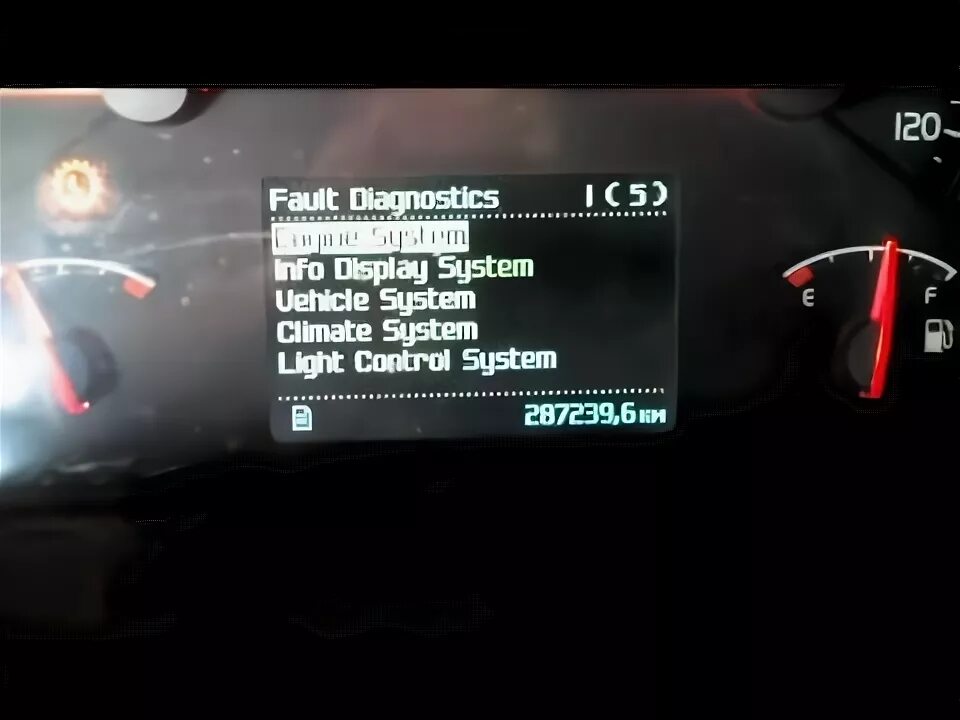 120
Fault Diagnostics 1(5)
Engine System
Info Display System
Vehicle System
Climate System
Light Control System
E F
287239,6 km